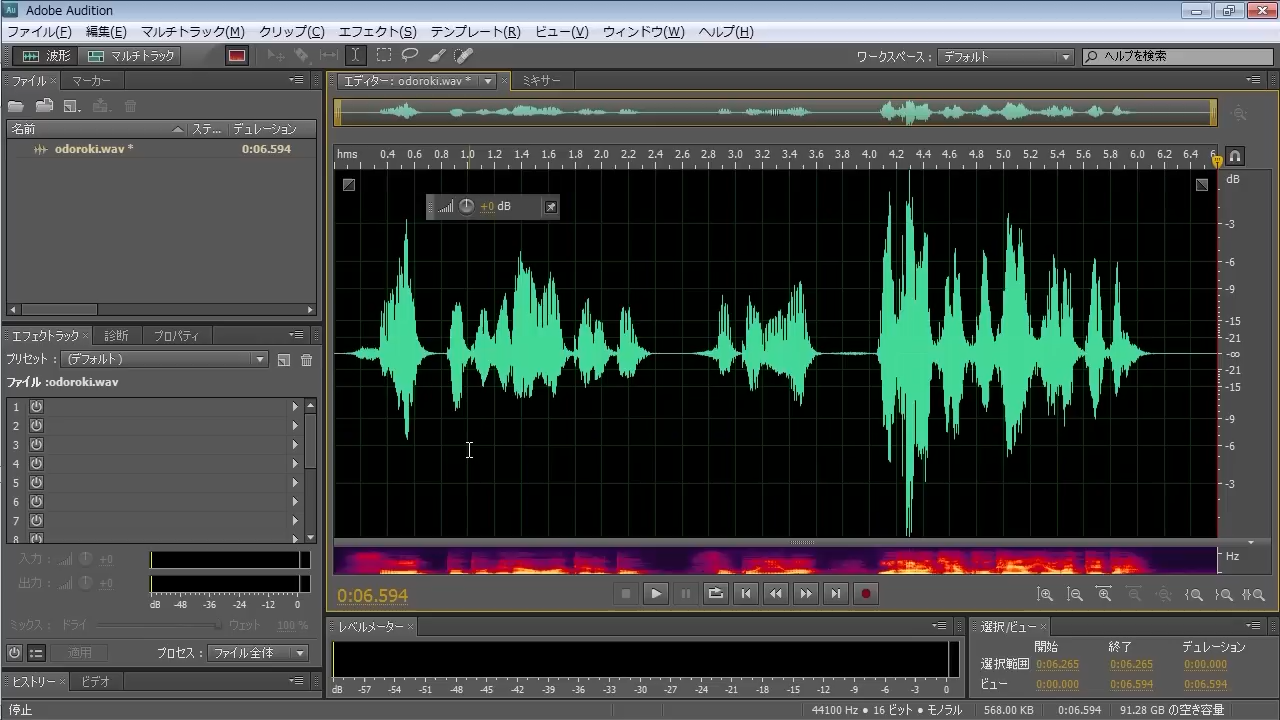 Au Adobe Audition
ファイル(F) 編集(E) マルチトラック(M) クリップ(C) エフェクト(S) テンプレート(R) ビュー(V) ウィンドウ(W) ヘルプ(H)
波形 マルチトラック ワークスペース: デフォルト ヘルプを検索
ファイル × マーカー
エディター: odoroki.wav * × ミキサー
名前 ステ... デュレーション
odoroki.wav * 0:06.594
hms 0.4 0.6 0.8 1.0 1.2 1.4 1.6 1.8 2.0 2.2 2.4 2.6 2.8 3.0 3.2 3.4 3.6 3.8 4.0 4.2 4.4 4.6 4.8 5.0 5.2 5.4 5.6 5.8 6.0 6.2 6.4
+0 dB
dB
-3
-6
-9
-15
-21
-∞
-21
-15
-9
-6
-3
Hz
エフェクトラック × 診断 プロパティ
プリセット: (デフォルト)
ファイル :odoroki.wav
1
2
3
4
5
6
7
8
入力: +0
出力: +0
dB -48 -36 -24 -12 0
ミックス: ドライ ウェット 100 %
適用 プロセス: ファイル全体
ヒストリー × ビデオ
停止
0:06.594
レベルメーター ×
dB -57 -54 -51 -48 -45 -42 -39 -36 -33 -30 -27 -24 -21 -18 -15 -12 -9 -6 -3 0
選択/ビュー ×
開始 終了 デュレーション
選択範囲 0:06.265 0:06.265 0:00.000
ビュー 0:00.000 0:06.594 0:06.594
44100 Hz ● 16 ビット ● モノラル 568.00 KB 0:06.594 91.28 GB の空き容量